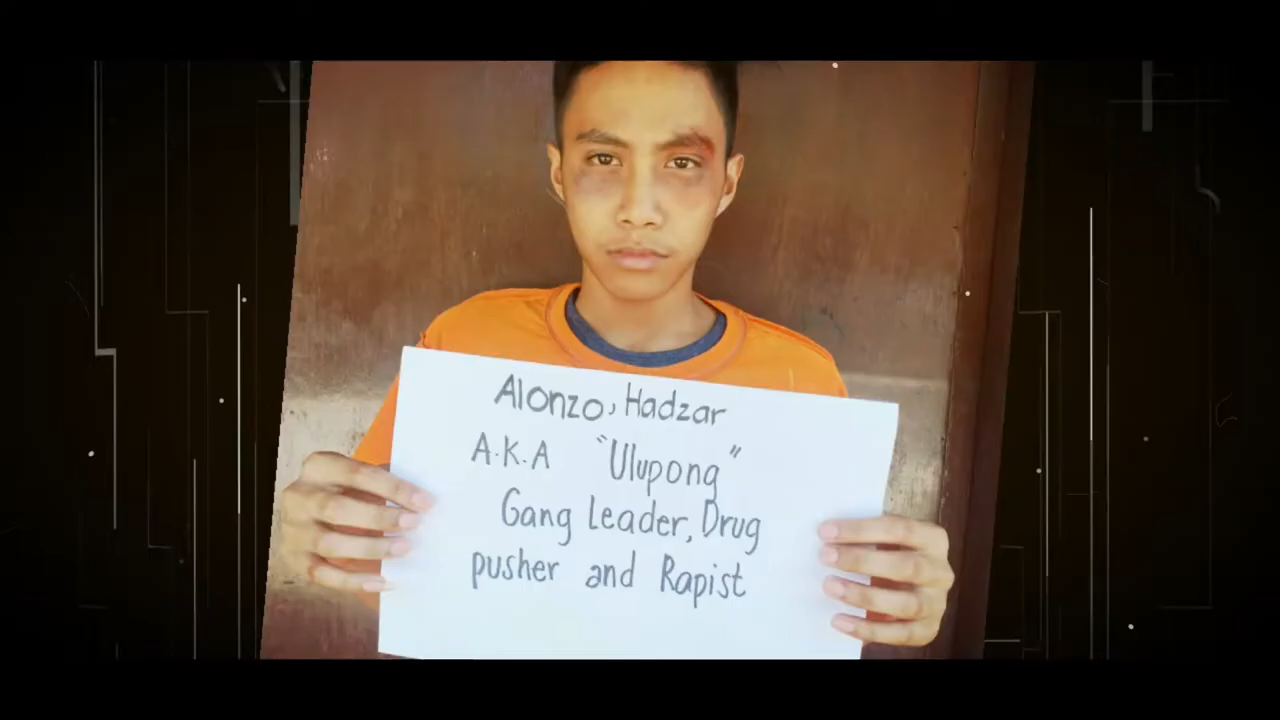 Alonzo, Hadzar
A.K.A "Ulupong"
Gang Leader, Drug
pusher and Rapist